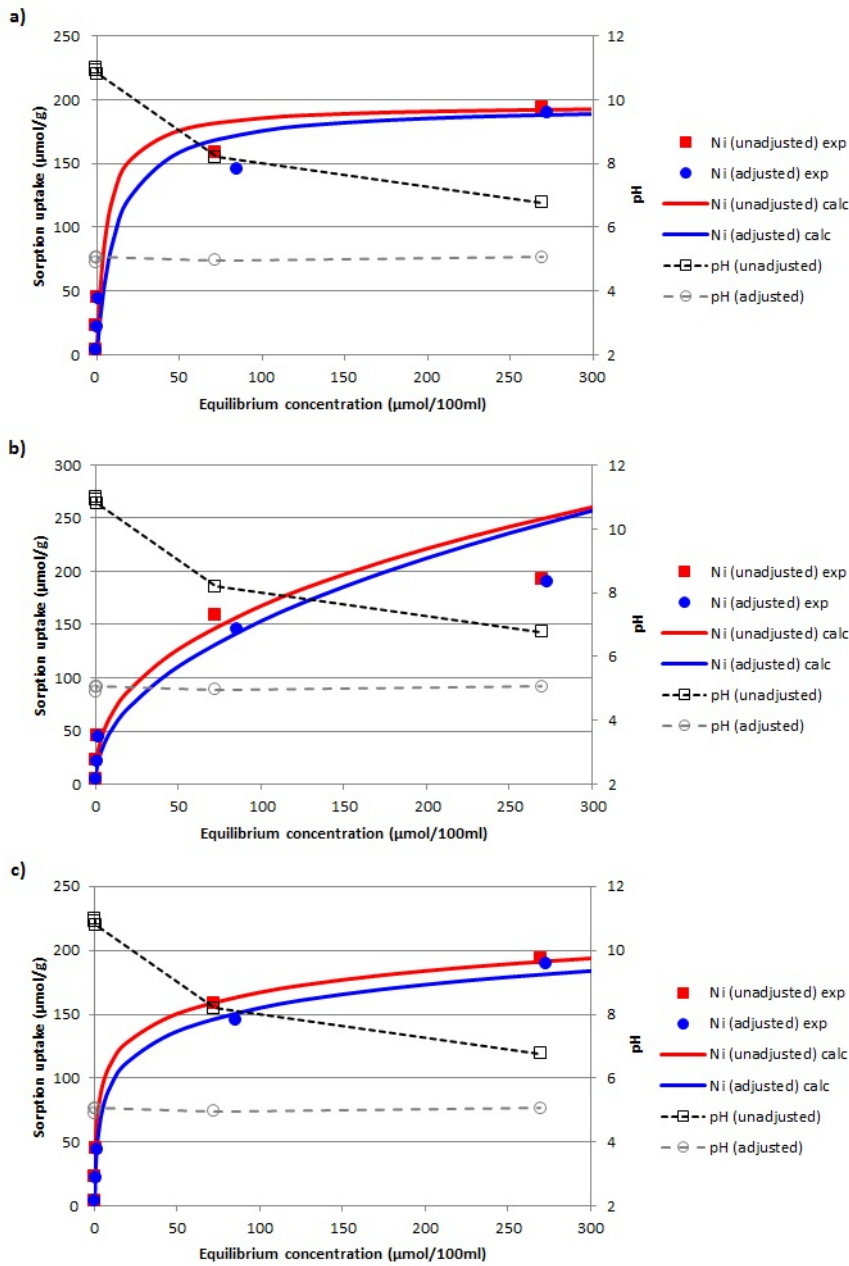 a)
250
200
150
100
50
0
Sorption uptake (µmol/g)
12
10
8
6
4
2
pH
0 50 100 150 200 250 300
Equilibrium concentration (µmol/100ml)
Ni (unadjusted) exp
Ni (adjusted) exp
Ni (unadjusted) calc
Ni (adjusted) calc
pH (unadjusted)
pH (adjusted)
b)
300
250
200
150
100
50
0
Sorption uptake (µmol/g)
12
10
8
6
4
2
pH
0 50 100 150 200 250 300
Equilibrium concentration (µmol/100ml)
Ni (unadjusted) exp
Ni (adjusted) exp
Ni (unadjusted) calc
Ni (adjusted) calc
pH (unadjusted)
pH (adjusted)
c)
250
200
150
100
50
0
Sorption uptake (µmol/g)
12
10
8
6
4
2
pH
0 50 100 150 200 250 300
Equilibrium concentration (µmol/100ml)
Ni (unadjusted) exp
Ni (adjusted) exp
Ni (unadjusted) calc
Ni (adjusted) calc
pH (unadjusted)
pH (adjusted)